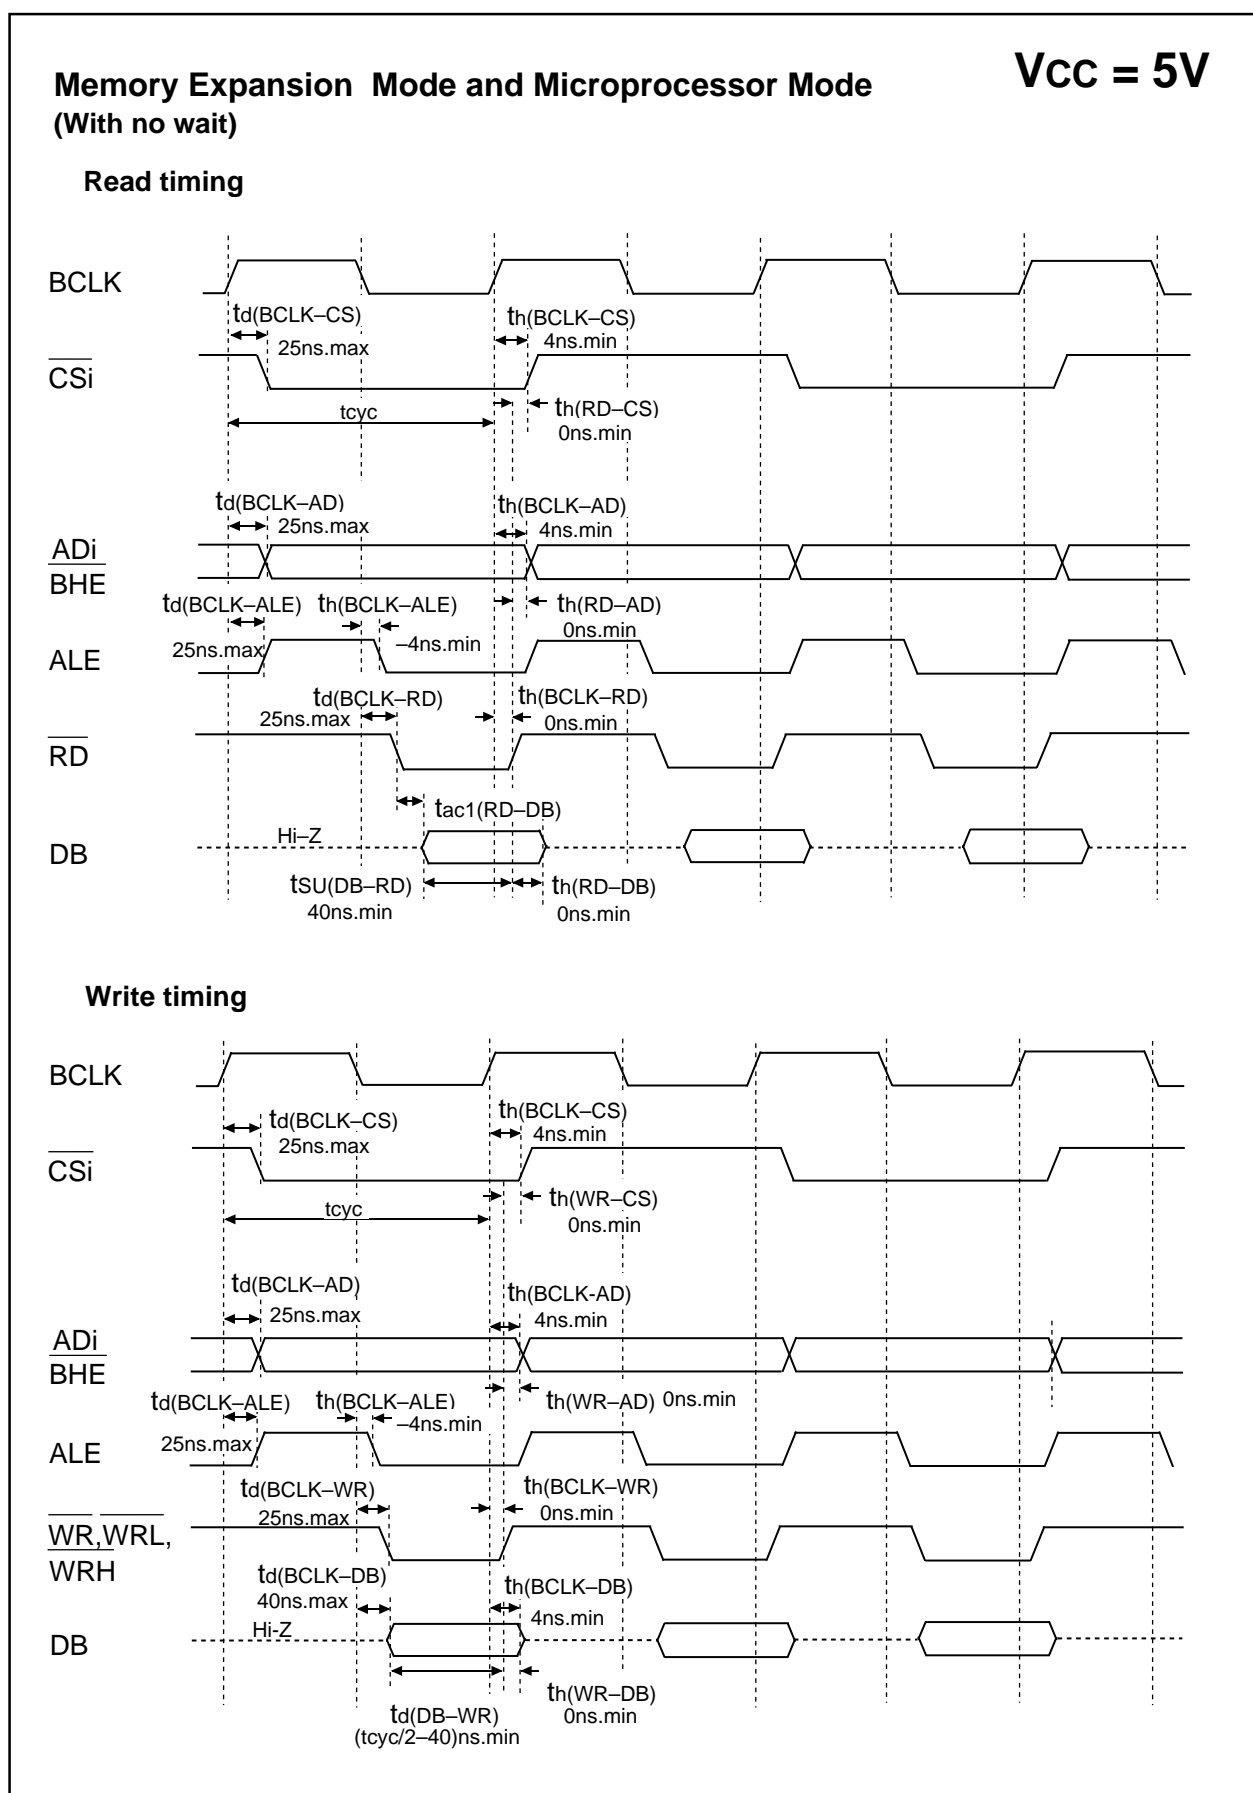 Memory Expansion Mode and Microprocessor Mode
VCC = 5V
(With no wait)
Read timing
BCLK
td(BCLK–CS)
25ns.max
th(BCLK–CS)
4ns.min
CSi
tcyc
th(RD–CS)
0ns.min
td(BCLK–AD)
25ns.max
th(BCLK–AD)
4ns.min
ADi
BHE
td(BCLK–ALE)
25ns.max
th(BCLK–ALE)
–4ns.min
th(RD–AD)
0ns.min
ALE
td(BCLK–RD)
25ns.max
th(BCLK–RD)
0ns.min
RD
tac1(RD–DB)
Hi–Z
DB
tSU(DB–RD)
40ns.min
th(RD–DB)
0ns.min
Write timing
BCLK
td(BCLK–CS)
25ns.max
th(BCLK–CS)
4ns.min
CSi
tcyc
th(WR–CS)
0ns.min
td(BCLK–AD)
25ns.max
th(BCLK-AD)
4ns.min
ADi
BHE
td(BCLK–ALE)
25ns.max
th(BCLK–ALE)
–4ns.min
th(WR–AD) 0ns.min
ALE
td(BCLK–WR)
25ns.max
th(BCLK–WR)
0ns.min
WR,WRL,
WRH
td(BCLK–DB)
40ns.max
th(BCLK–DB)
4ns.min
Hi-Z
DB
td(DB–WR)
(tcyc/2–40)ns.min
th(WR–DB)
0ns.min